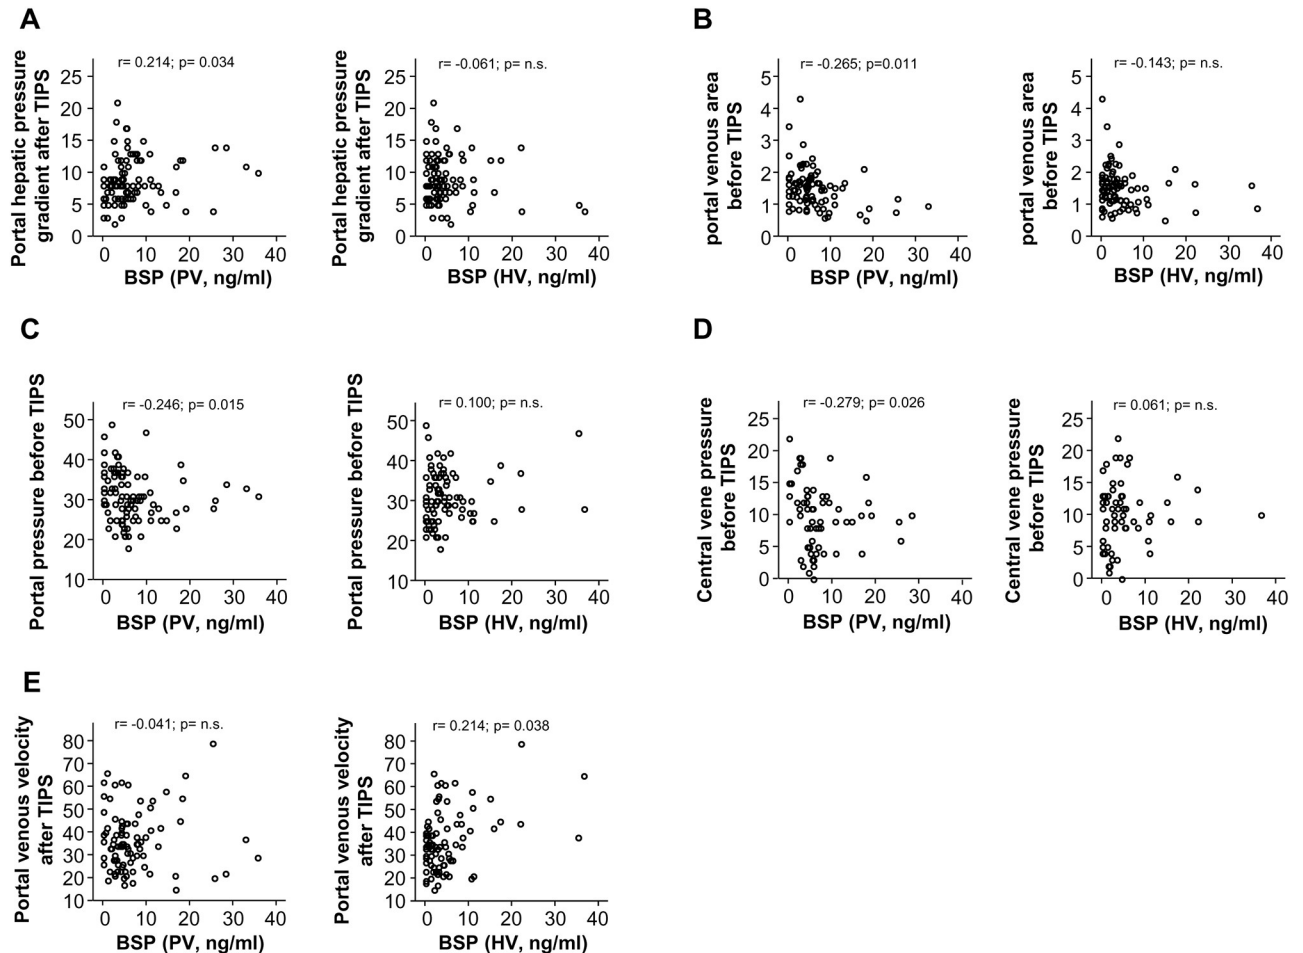 A
r= 0.214; p= 0.034
Portal hepatic pressure
gradient after TIPS
25
20
15
10
5
0
0 10 20 30 40
BSP (PV, ng/ml)
r= -0.061; p= n.s.
Portal hepatic pressure
gradient after TIPS
25
20
15
10
5
0
0 10 20 30 40
BSP (HV, ng/ml)
B
r= -0.265; p=0.011
portal venous area
before TIPS
5
4
3
2
1
0
0 10 20 30 40
BSP (PV, ng/ml)
r= -0.143; p= n.s.
portal venous area
before TIPS
5
4
3
2
1
0
0 10 20 30 40
BSP (HV, ng/ml)
C
r= -0.246; p= 0.015
Portal pressure before TIPS
50
40
30
20
10
0 10 20 30 40
BSP (PV, ng/ml)
r= 0.100; p= n.s.
Portal pressure before TIPS
50
40
30
20
10
0 10 20 30 40
BSP (HV, ng/ml)
D
r= -0.279; p= 0.026
Central vene pressure
before TIPS
25
20
15
10
5
0
0 10 20 30 40
BSP (PV, ng/ml)
r= 0.061; p= n.s.
Central vene pressure
before TIPS
25
20
15
10
5
0
0 10 20 30 40
BSP (HV, ng/ml)
E
r= -0.041; p= n.s.
Portal venous velocity
after TIPS
80
70
60
50
40
30
20
10
0 10 20 30 40
BSP (PV, ng/ml)
r= 0.214; p= 0.038
Portal venous velocity
after TIPS
80
70
60
50
40
30
20
10
0 10 20 30 40
BSP (HV, ng/ml)